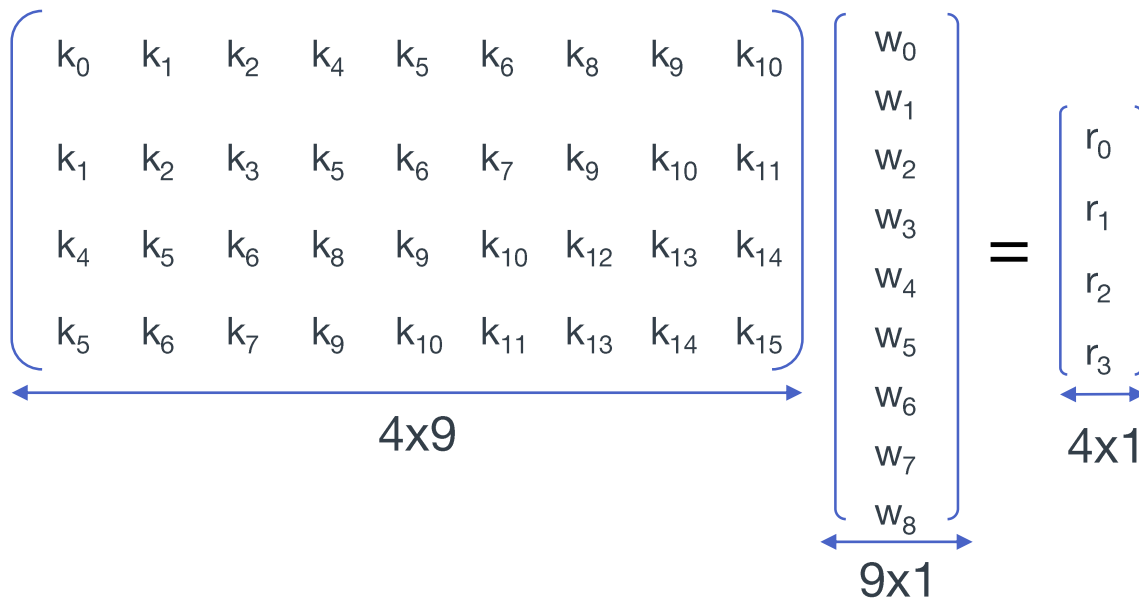 k₀ k₁ k₂ k₄ k₅ k₆ k₈ k₉ k₁₀
k₁ k₂ k₃ k₅ k₆ k₇ k₉ k₁₀ k₁₁
k₄ k₅ k₆ k₈ k₉ k₁₀ k₁₂ k₁₃ k₁₄
k₅ k₆ k₇ k₉ k₁₀ k₁₁ k₁₃ k₁₄ k₁₅
4x9
w₀
w₁
w₂
w₃
w₄
w₅
w₆
w₇
w₈
9x1
=
r₀
r₁
r₂
r₃
4x1